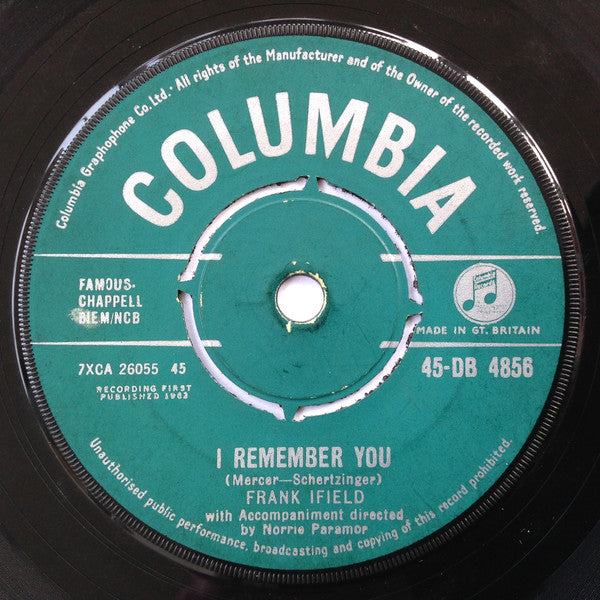 Columbia Graphophone Co. Ltd. · All rights of the Manufacturer and of the Owner of the recorded work reserved.
COLUMBIA
FAMOUS-
CHAPPELL
BIEM/NCB
Columbia
Records
MADE IN GT. BRITAIN
7XCA 26055 45
RECORDING FIRST
PUBLISHED 1962
45-DB 4856
I REMEMBER YOU
(Mercer—Schertzinger)
FRANK IFIELD
with Accompaniment directed
by Norrie Paramor
Unauthorised public performance, broadcasting and copying of this record prohibited.